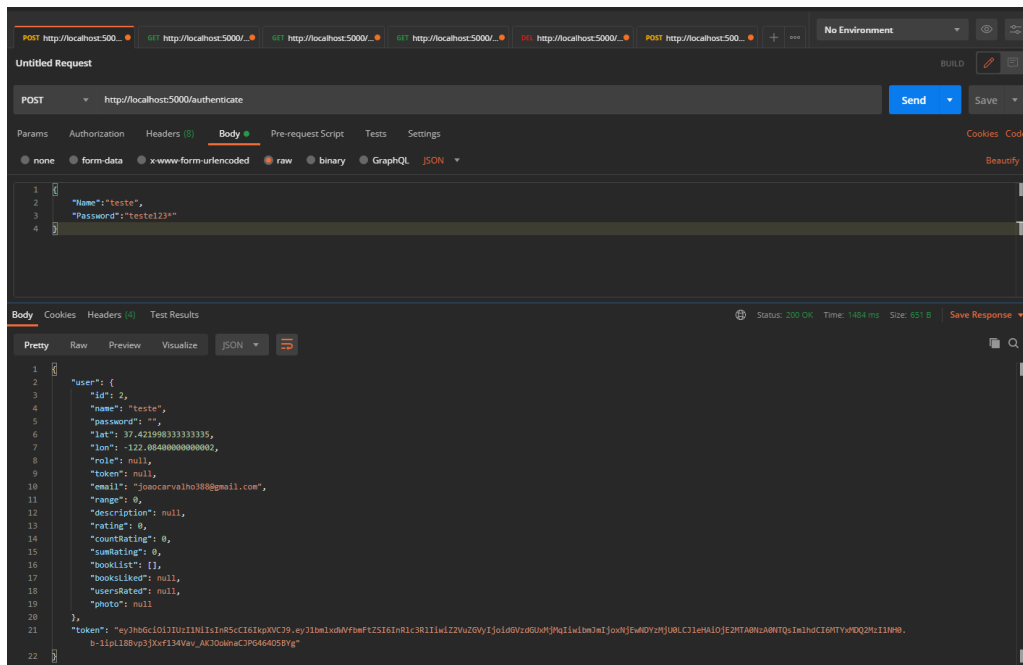 POST http://localhost:500... GET http://localhost:5000/... GET http://localhost:5000/... GET http://localhost:5000/... DEL http://localhost:5000/... POST http://localhost:500... + ooo No Environment
Untitled Request BUILD
POST http://localhost:5000/authenticate Send Save
Params Authorization Headers (8) Body Pre-request Script Tests Settings Cookies Code
none form-data x-www-form-urlencoded raw binary GraphQL JSON Beautify
1 {
2 "Name":"teste",
3 "Password":"teste123*"
4 }
Body Cookies Headers (4) Test Results Status: 200 OK Time: 1484 ms Size: 651 B Save Response
Pretty Raw Preview Visualize JSON
1 {
2 "user": {
3 "id": 2,
4 "name": "teste",
5 "password": "",
6 "lat": 37.421998333333335,
7 "lon": -122.08400000000002,
8 "role": null,
9 "token": null,
10 "email": "joaocarvalho388@gmail.com",
11 "range": 0,
12 "description": null,
13 "rating": 0,
14 "countRating": 0,
15 "sumRating": 0,
16 "bookList": [],
17 "booksLiked": null,
18 "usersRated": null,
19 "photo": null
20 },
21 "token":
22 }